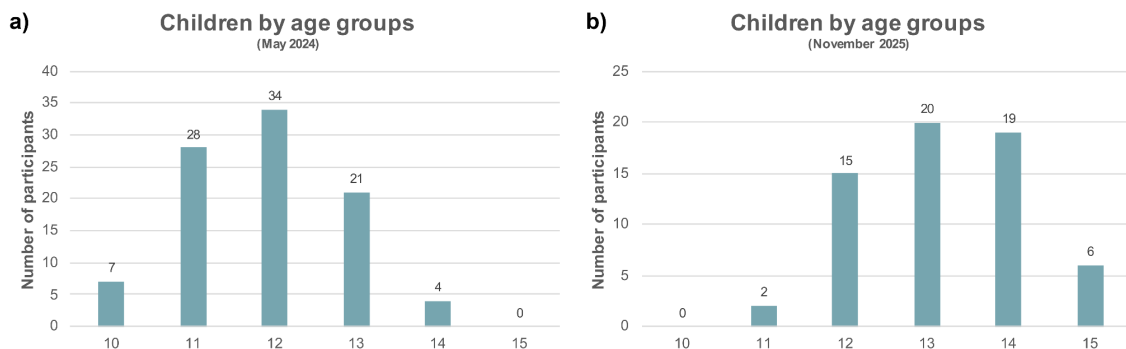 a)
Children by age groups
(May 2024)
Number of participants
40
35
30
25
20
15
10
5
0
7
28
34
21
4
0
10 11 12 13 14 15
b)
Children by age groups
(November 2025)
Number of participants
25
20
15
10
5
0
0
2
15
20
19
6
10 11 12 13 14 15